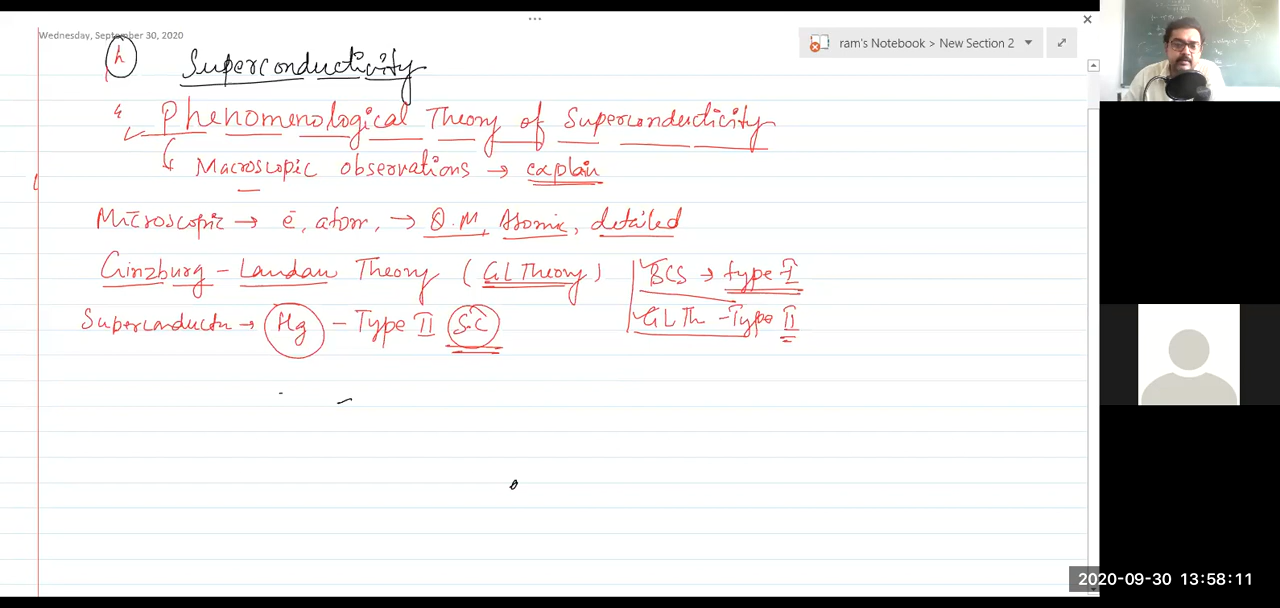 Wednesday, September 30, 2020
ram's Notebook > New Section 2
h
Superconductivity
Phenomenological Theory of Superconductivity
Macroscopic observations → explain
Microscopic → e, atom, → Q.M, Atomic, detailed
Ginzburg - Landau Theory (GL Theory)
BCS → type I
GL Th - Type II
Superconductr → Hg - Type II S.C
2020-09-30 13:58:11